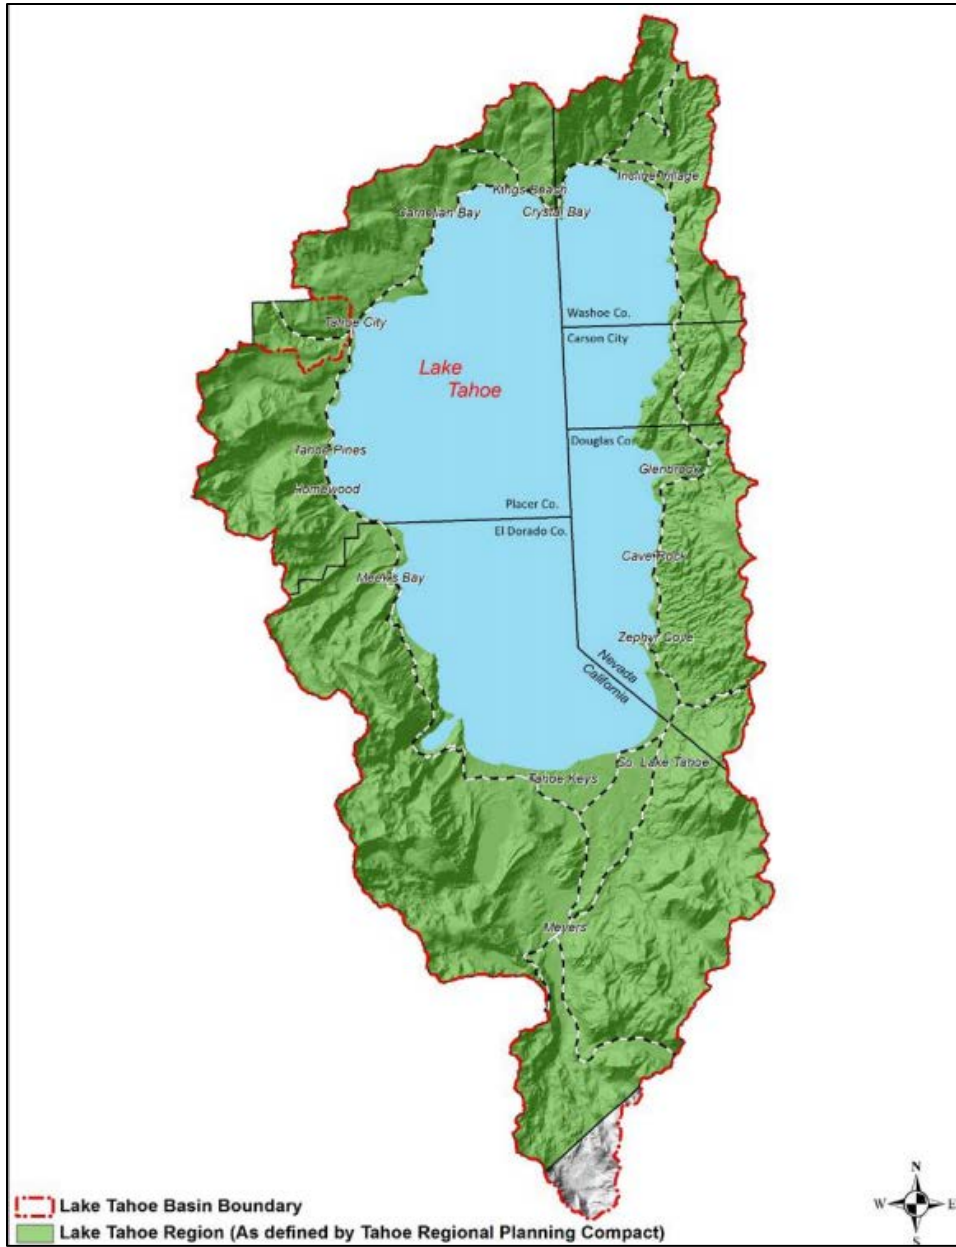 Incline Village
Kings Beach
Carnelian Bay
Crystal Bay
Washoe Co.
Tahoe City
Carson City
Lake
Tahoe
Douglas Co.
Tahoe Pines
Glenbrook
Homewood
Placer Co.
El Dorado Co.
Cave Rock
Meeks Bay
Zephyr Cove
Nevada
California
So. Lake Tahoe
Tahoe Keys
Meyers
N
W
E
S
Lake Tahoe Basin Boundary
Lake Tahoe Region (As defined by Tahoe Regional Planning Compact)